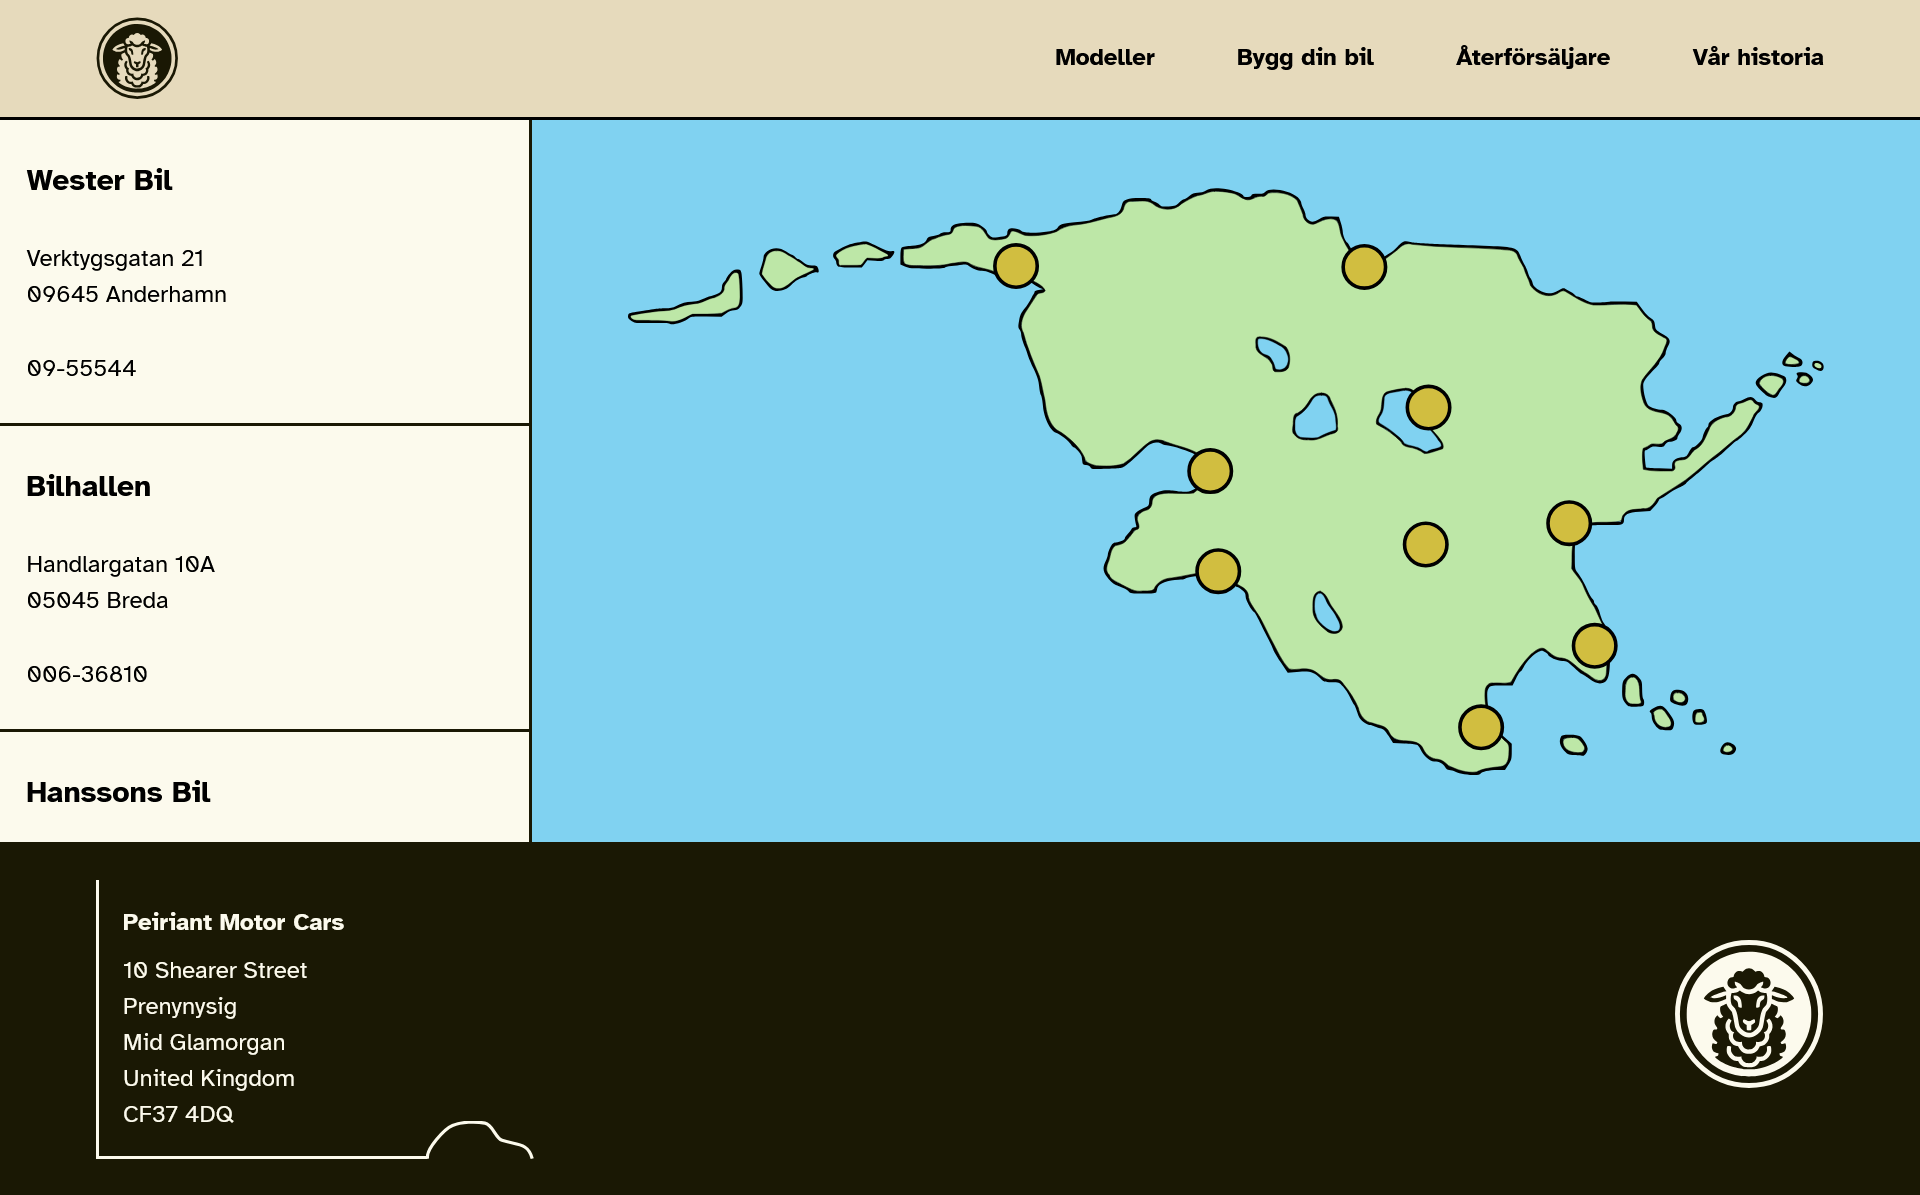 Modeller
Bygg din bil
Återförsäljare
Vår historia
Wester Bil
Verktygsgatan 21
09645 Anderhamn
09-55544
Bilhallen
Handlargatan 10A
05045 Breda
006-36810
Hanssons Bil
Peiriant Motor Cars
10 Shearer Street
Prenynysig
Mid Glamorgan
United Kingdom
CF37 4DQ